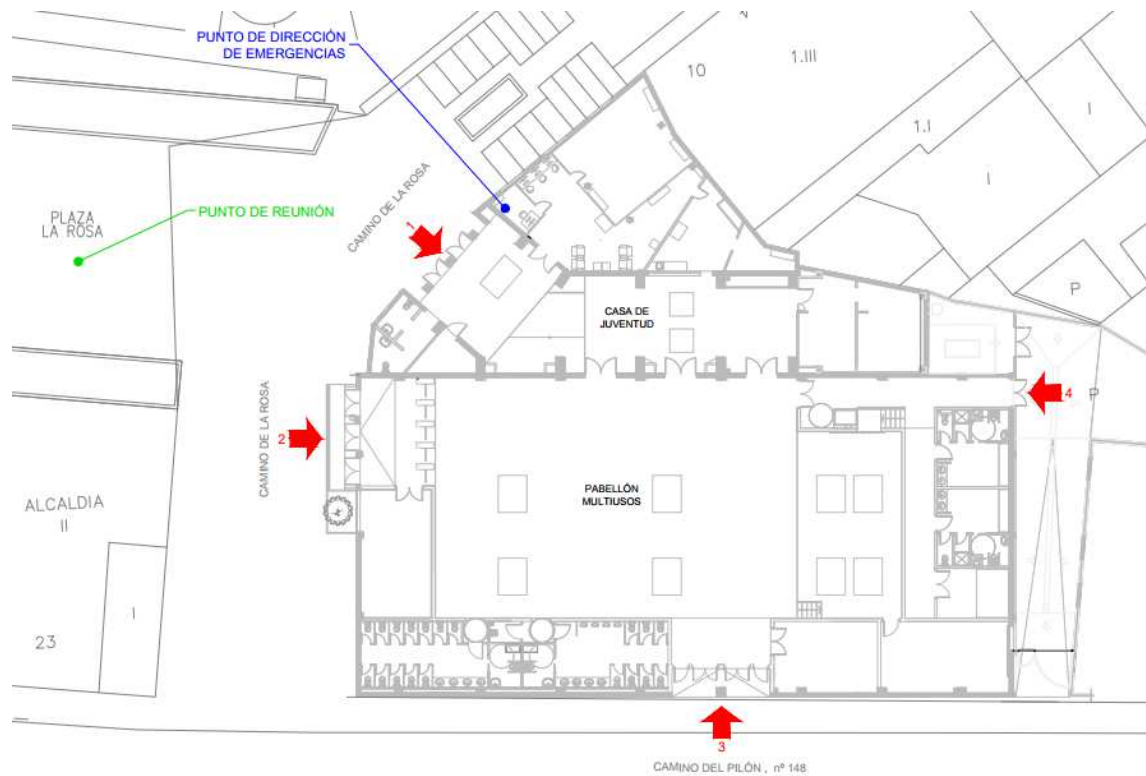 PUNTO DE DIRECCIÓN
DE EMERGENCIAS
10
1.III
1.I
I
I
PLAZA
LA ROSA
PUNTO DE REUNIÓN
CAMINO DE LA ROSA
1
P
CASA DE
JUVENTUD
CAMINO DE LA ROSA
2
4
P
PABELLÓN
MULTIUSOS
ALCALDIA
II
I
23
3
CAMINO DEL PILÓN, nº 148